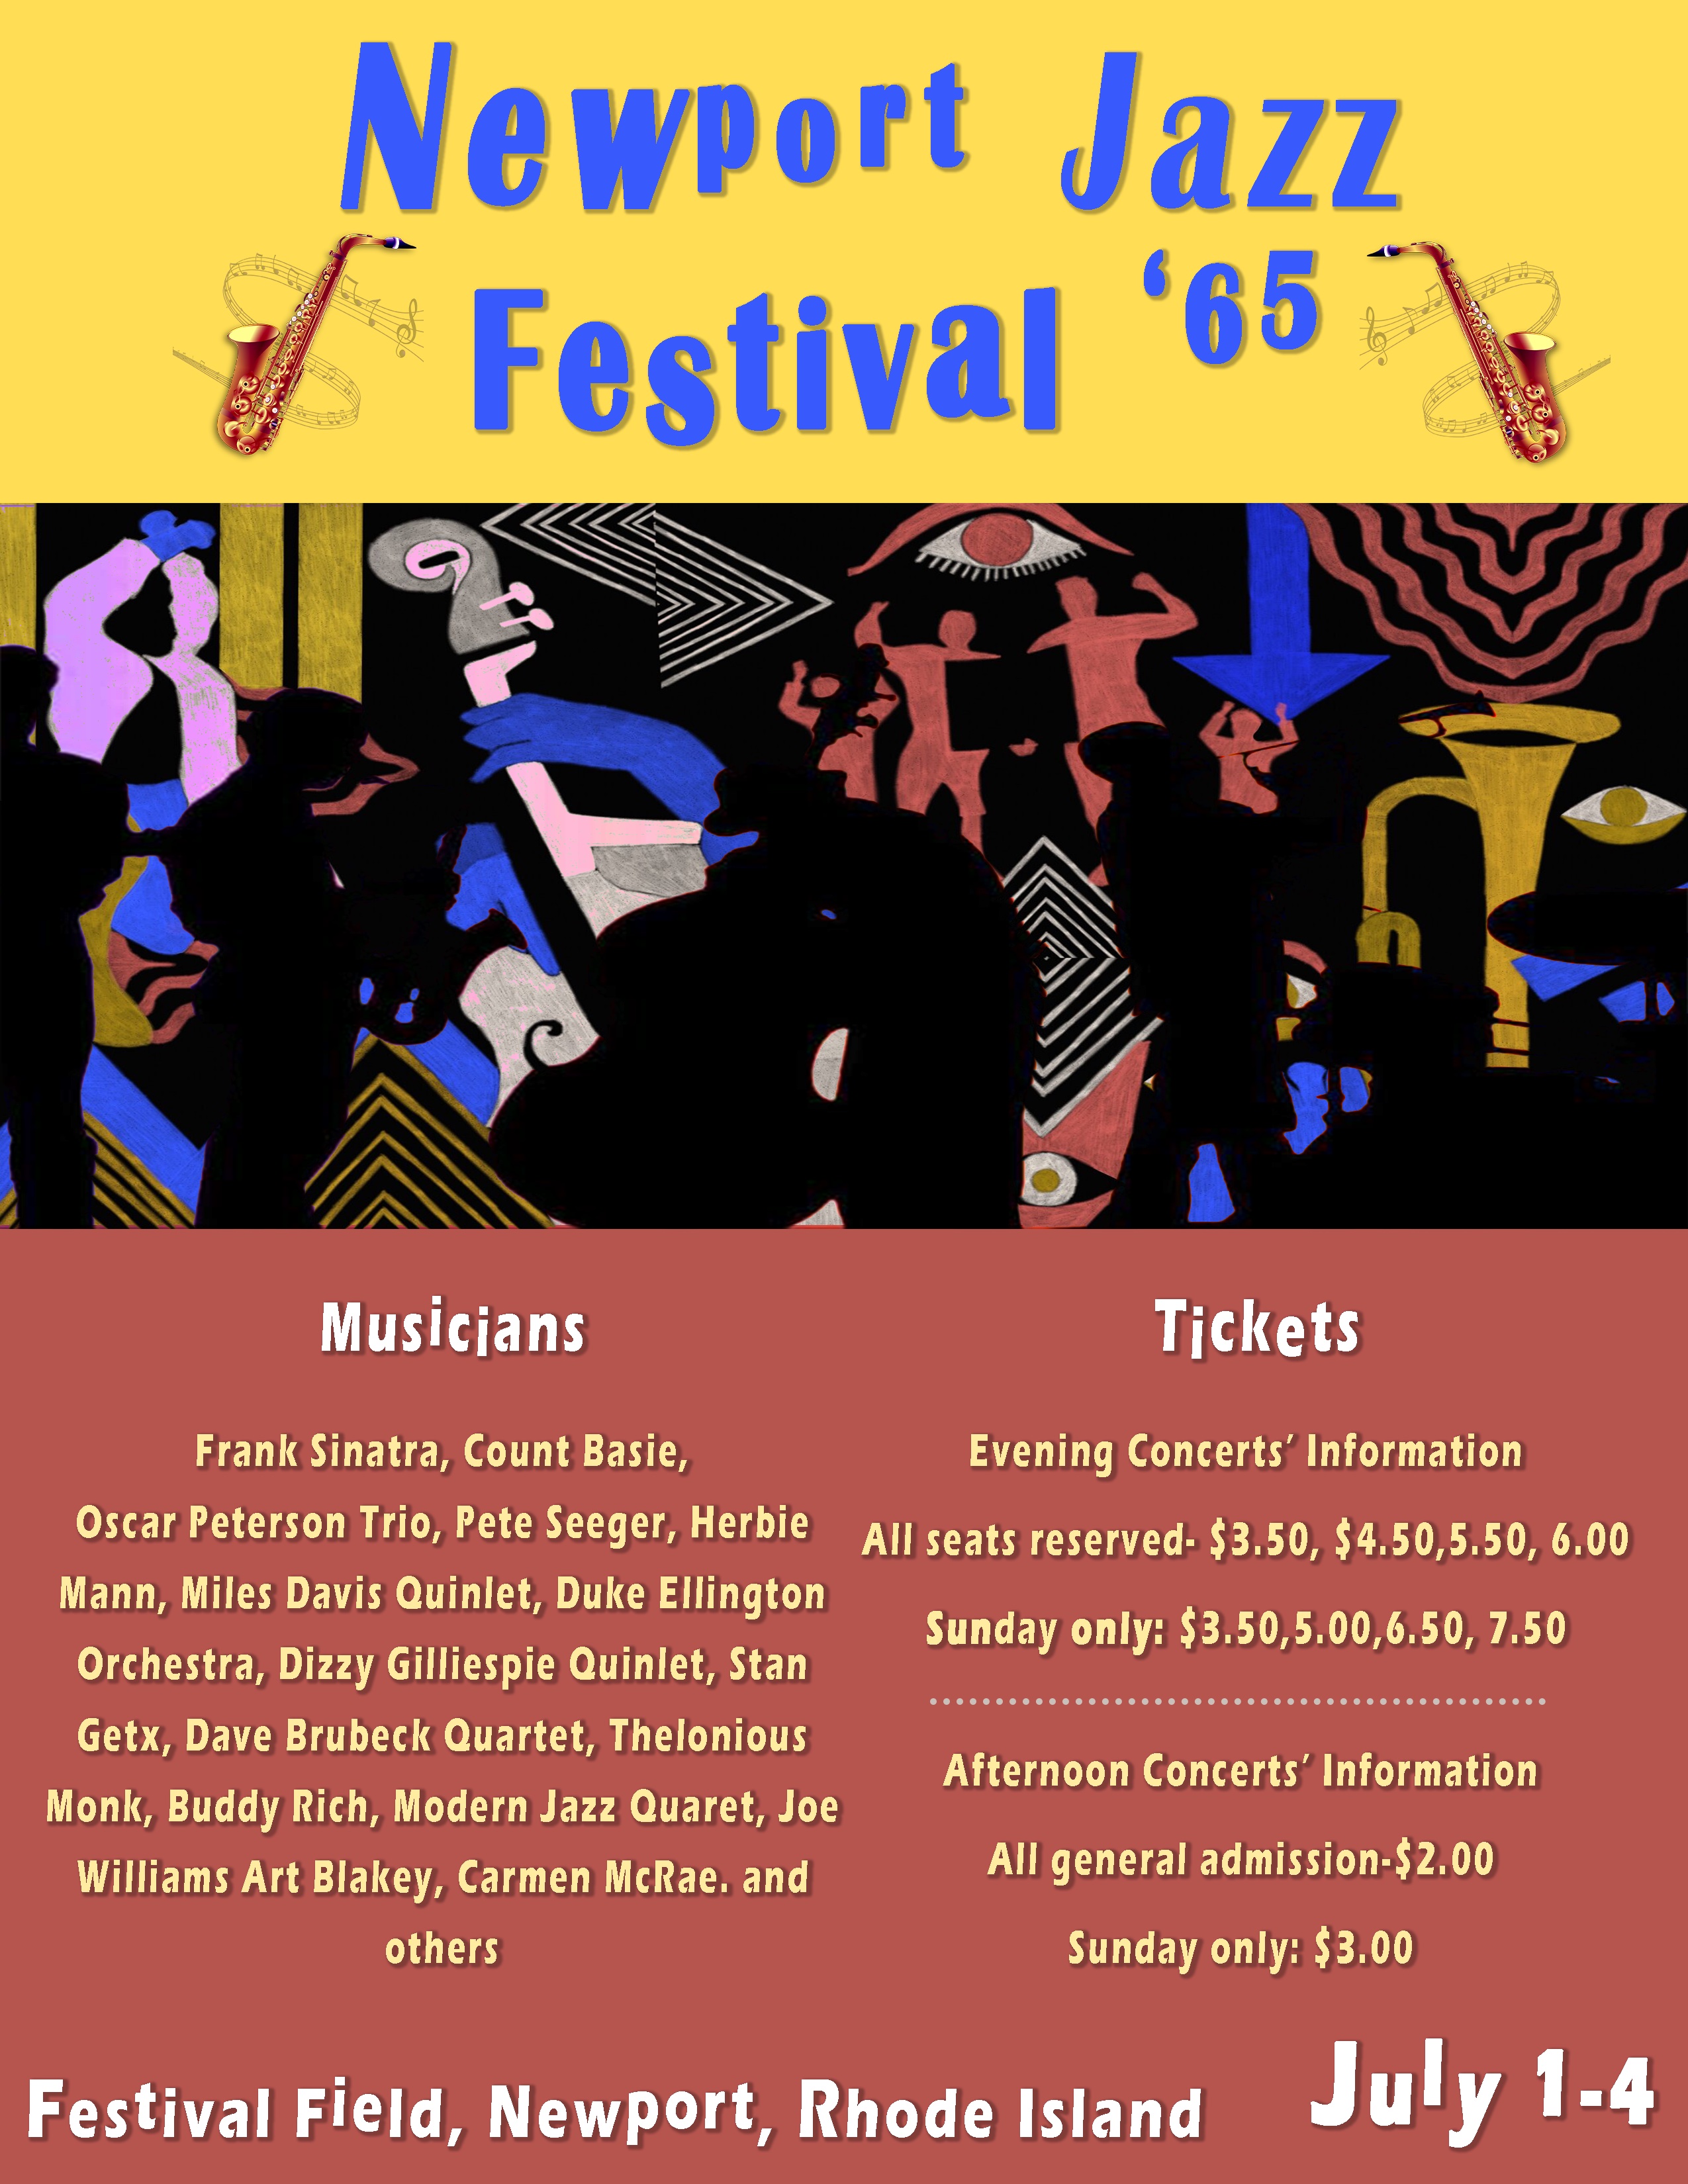 Newport Jazz
Festival ‘65
Musicians
Frank Sinatra, Count Basie,
Oscar Peterson Trio, Pete Seeger, Herbie
Mann, Miles Davis Quinlet, Duke Ellington
Orchestra, Dizzy Gilliespie Quinlet, Stan
Getx, Dave Brubeck Quartet, Thelonious
Monk, Buddy Rich, Modern Jazz Quaret, Joe
Williams Art Blakey, Carmen McRae. and
others
Tickets
Evening Concerts’ Information
All seats reserved- $3.50, $4.50,5.50, 6.00
Sunday only: $3.50,5.00,6.50, 7.50
Afternoon Concerts’ Information
All general admission-$2.00
Sunday only: $3.00
Festival Field, Newport, Rhode Island
July 1-4